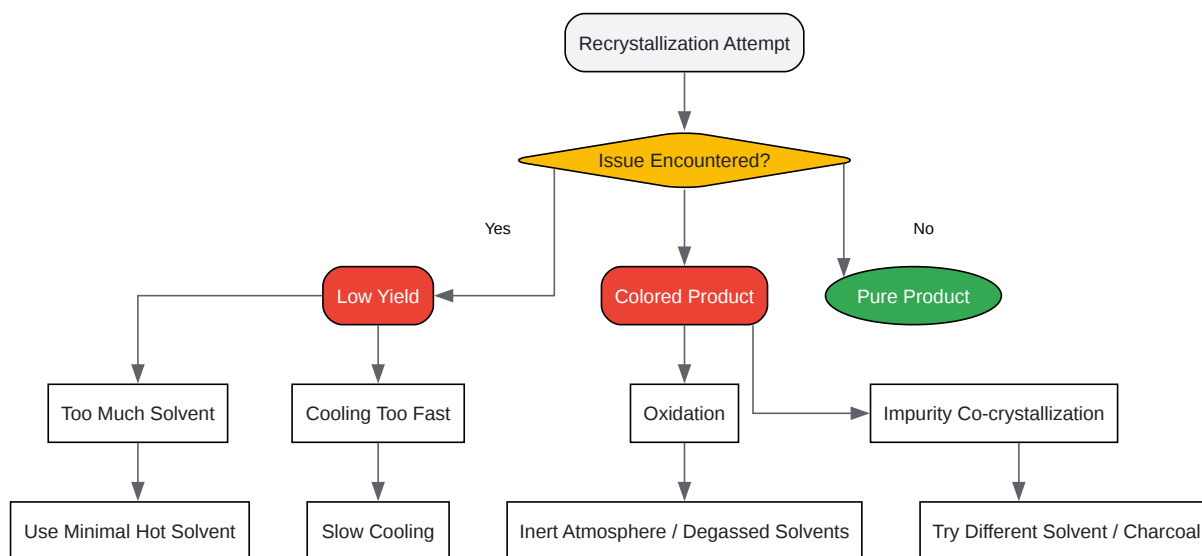 Recrystallization Attempt
Issue Encountered?
Yes
No
Low Yield
Colored Product
Pure Product
Too Much Solvent
Cooling Too Fast
Oxidation
Impurity Co-crystallization
Use Minimal Hot Solvent
Slow Cooling
Inert Atmosphere / Degassed Solvents
Try Different Solvent / Charcoal